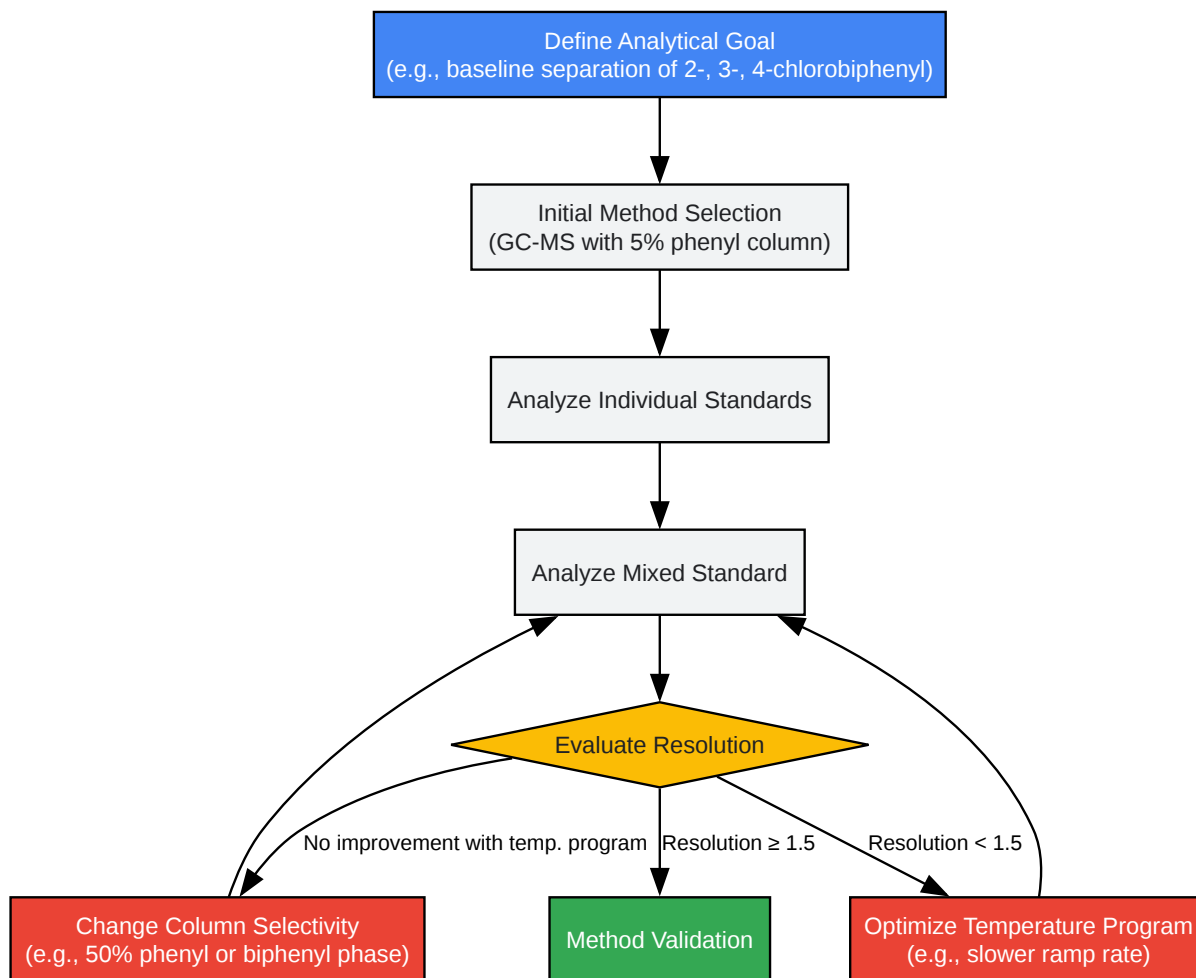 Define Analytical Goal
(e.g., baseline separation of 2-, 3-, 4-chlorobiphenyl)
Initial Method Selection
(GC-MS with 5% phenyl column)
Analyze Individual Standards
Analyze Mixed Standard
Evaluate Resolution
No improvement with temp. program
Resolution ≥ 1.5
Resolution < 1.5
Change Column Selectivity
(e.g., 50% phenyl or biphenyl phase)
Method Validation
Optimize Temperature Program
(e.g., slower ramp rate)